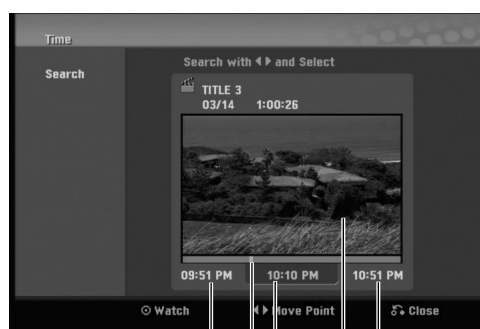 Time
Search
Search with ◀ ▶ and Select
TITLE 3
03/14 1:00:26
09:51 PM 10:10 PM 10:51 PM
Watch ◀ ▶ Move Point Close